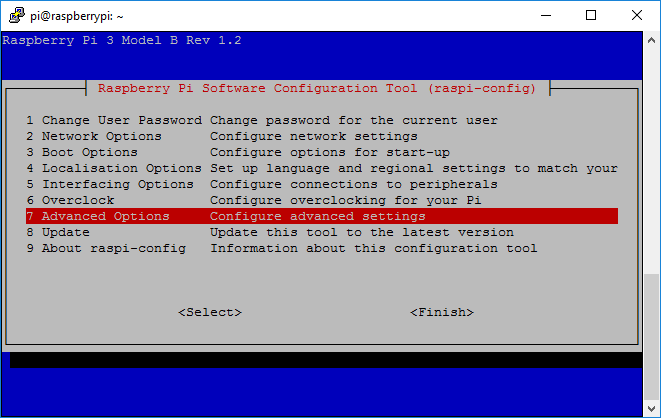 pi@raspberrypi: ~
Raspberry Pi 3 Model B Rev 1.2
Raspberry Pi Software Configuration Tool (raspi-config)
1 Change User Password Change password for the current user
2 Network Options Configure network settings
3 Boot Options Configure options for start-up
4 Localisation Options Set up language and regional settings to match your
5 Interfacing Options Configure connections to peripherals
6 Overclock Configure overclocking for your Pi
7 Advanced Options Configure advanced settings
8 Update Update this tool to the latest version
9 About raspi-config Information about this configuration tool
<Select> <Finish>